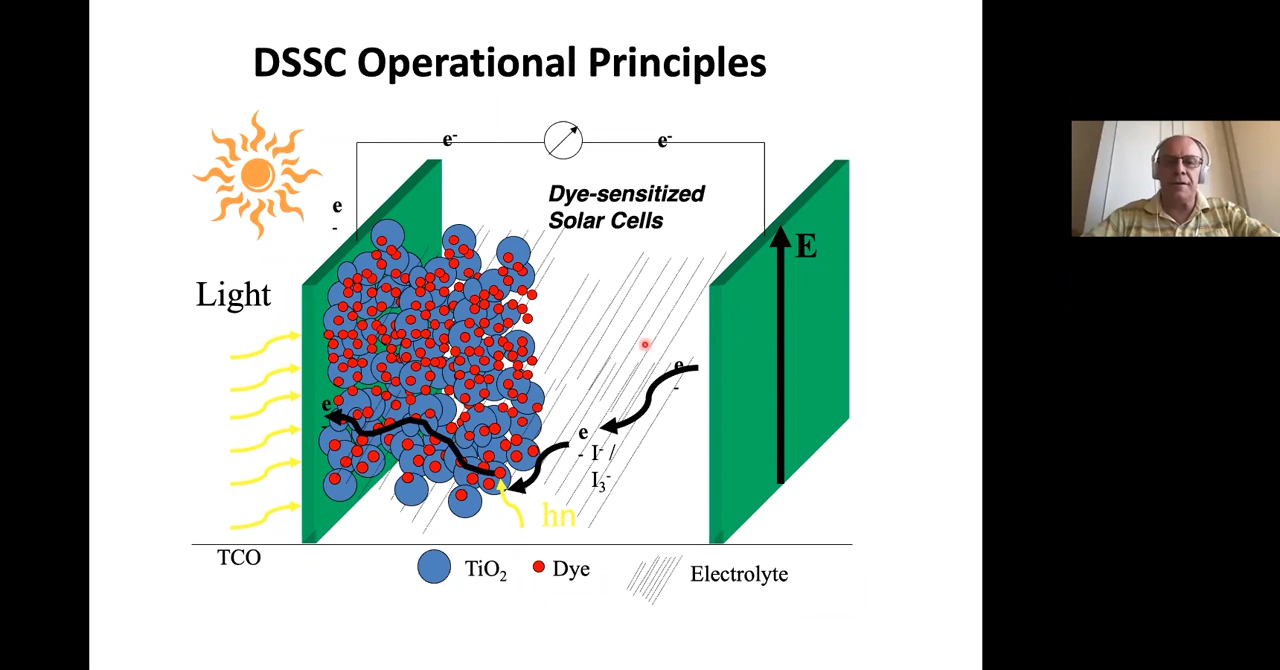 DSSC Operational Principles
e-
e-
Dye-sensitized
Solar Cells
e
-
E
Light
e
-
e
e
- I-/
I3-
hn
TCO
TiO2
Dye
Electrolyte